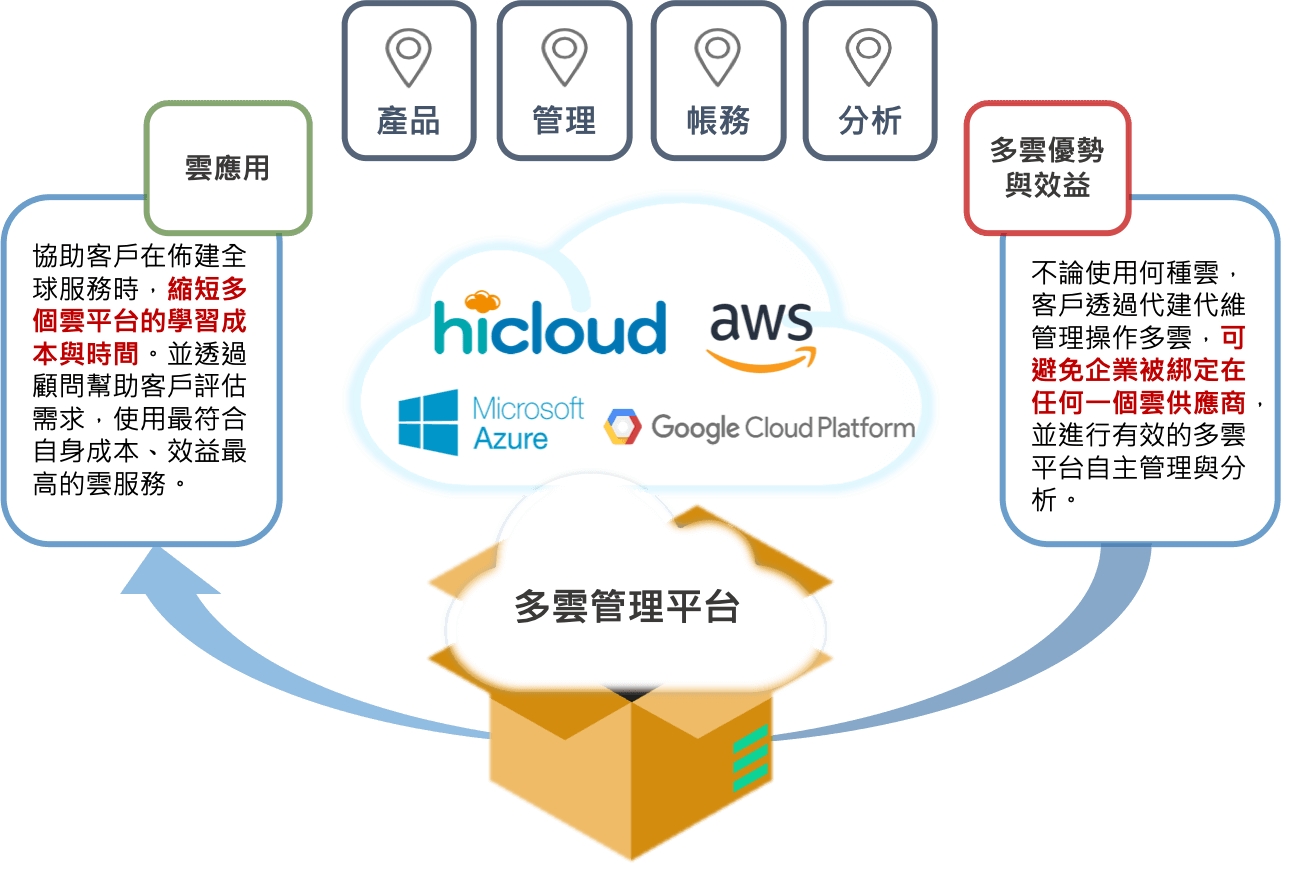 產品
管理
帳務
分析
雲應用
協助客戶在佈建全
球服務時，縮短多
個雲平台的學習成
本與時間。並透過
顧問幫助客戶評估
需求，使用最符合
自身成本、效益最
高的雲服務。
hicloud
aws
Microsoft
Azure
Google Cloud Platform
多雲管理平台
多雲優勢
與效益
不論使用何種雲，
客戶透過代建代維
管理操作多雲，可
避免企業被綁定在
任何一個雲供應商，
並進行有效的多雲
平台自主管理與分
析。